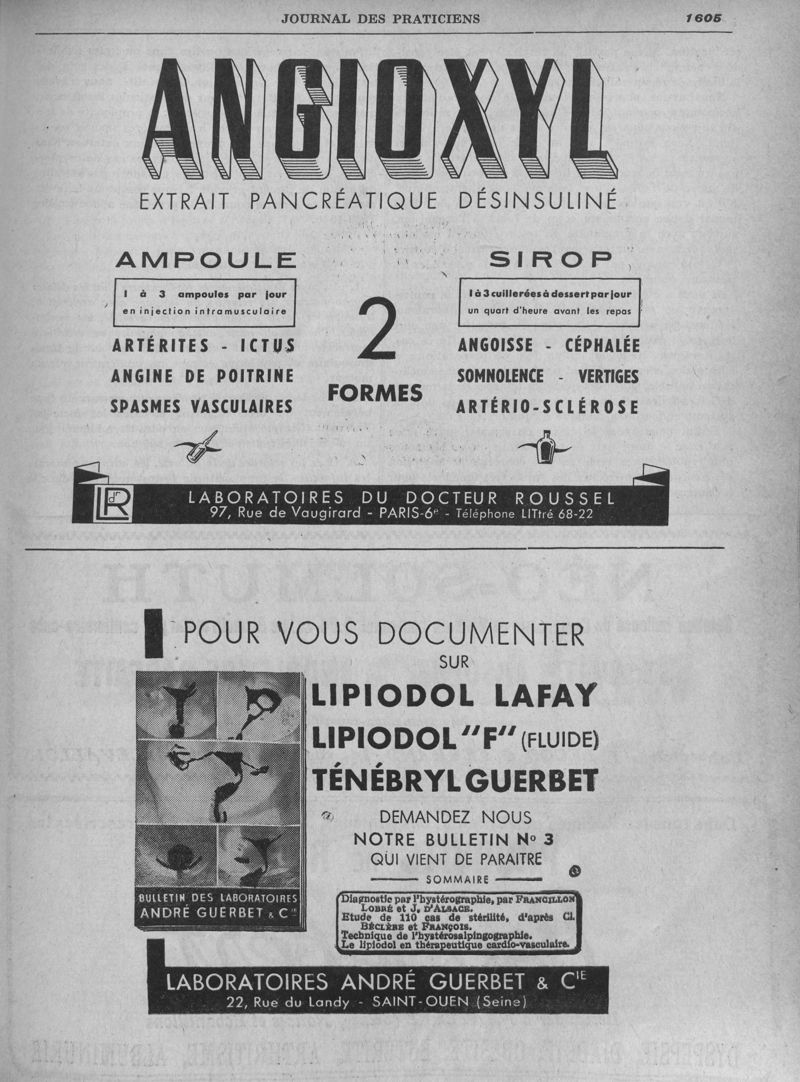 JOURNAL DES PRATICIENS 1605
ANGIOXYL
EXTRAIT PANCRÉATIQUE DÉSINSULINÉ
AMPOULE
1 à 3 ampoules par jour
en injection intramusculaire
ARTÉRITES - ICTUS
ANGINE DE POITRINE
SPASMES VASCULAIRES
2
FORMES
SIROP
1 à 3 cuillerées à dessert par jour
un quart d'heure avant les repas
ANGOISSE - CÉPHALÉE
SOMNOLENCE - VERTIGES
ARTÉRIO-SCLÉROSE
LdrR
LABORATOIRES DU DOCTEUR ROUSSEL
97, Rue de Vaugirard - PARIS-6e - Téléphone LITtré 68-22
POUR VOUS DOCUMENTER
SUR
LIPIODOL LAFAY
LIPIODOL "F" (FLUIDE)
TÉNÉBRYL GUERBET
DEMANDEZ NOUS
NOTRE BULLETIN No 3
QUI VIENT DE PARAITRE
SOMMAIRE
Diagnostic par l'hystérographie, par FRANCILLON
LOBRÉ et J. D'ALSACE.
Etude de 110 cas de stérilité, d'après Cl.
BÉCLÈRE et FRANÇOIS.
Technique de l'hystérosalpingographie.
Le lipiodol en thérapeutique cardio-vasculaire.
BULLETIN DES LABORATOIRES
ANDRÉ GUERBET & Cie
LABORATOIRES ANDRÉ GUERBET & CIE
22, Rue du Landy - SAINT-OUEN (Seine)